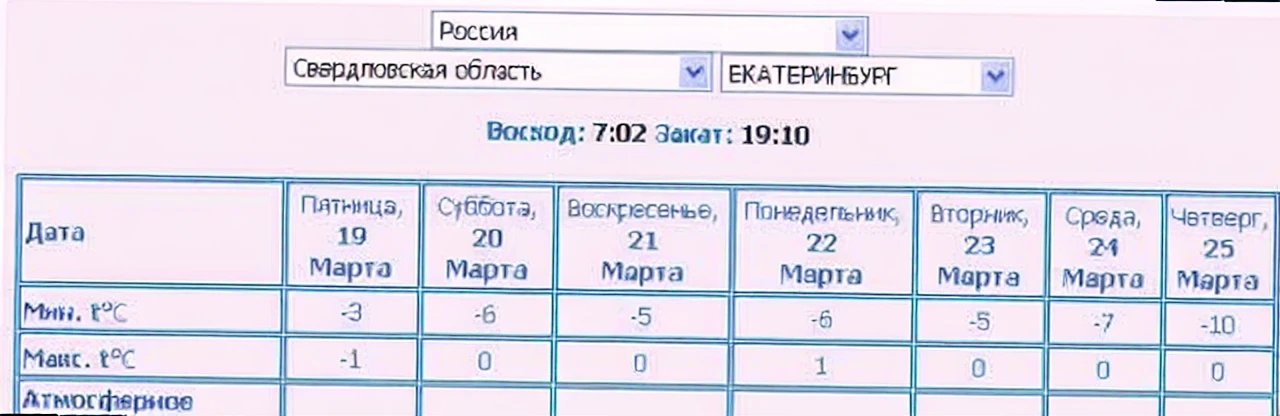 Россия
Свердловская область ЕКАТЕРИНБУРГ
Восход: 7:02 Закат: 19:10
Дата Пятница, 19 Марта Суббота, 20 Марта Воскресенье, 21 Марта Понедельник, 22 Марта Вторник, 23 Марта Среда, 24 Марта Четверг, 25 Марта
Мин. t°C -3 -6 -5 -6 -5 -7 -10
Макс. t°C -1 0 0 1 0 0 0
Атмосферное